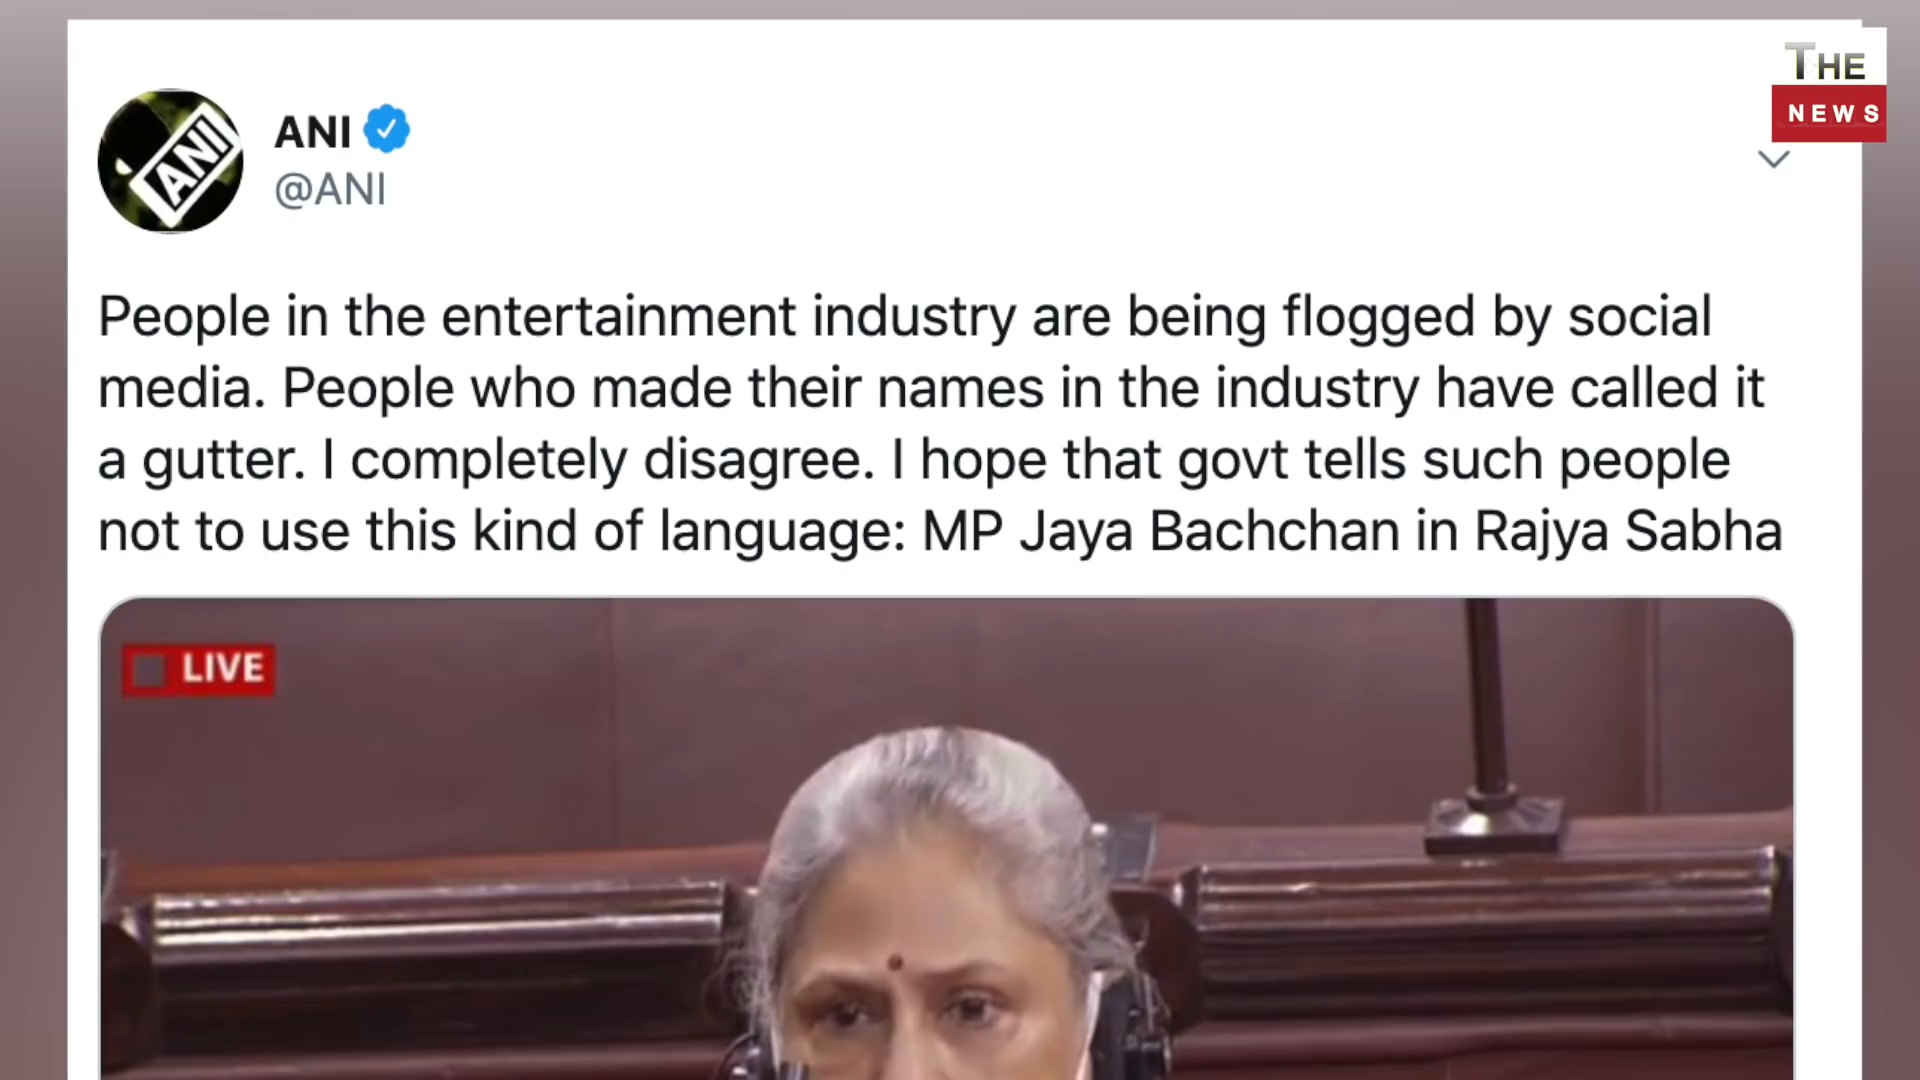 THE
NEWS
ANI
ANI
@ANI
People in the entertainment industry are being flogged by social
media. People who made their names in the industry have called it
a gutter. I completely disagree. I hope that govt tells such people
not to use this kind of language: MP Jaya Bachchan in Rajya Sabha
LIVE